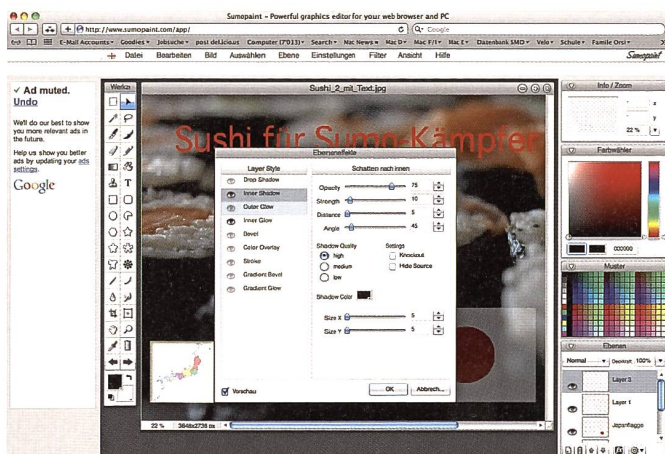 Sumopaint – Powerful graphics editor for your web browser and PC
http://www.sumopaint.com/app/
Google
E-Mail Accounts Goodies Jobsuche post del.icious Computer (7'013) Search Mac News Mac D Mac F/I Mac E Datenbank SMD Velo Schule Familie Orsi
Datei Bearbeiten Bild Auswählen Ebene Einstellungen Filter Ansicht Hilfe
Sumopaint
✓ Ad muted.
Undo
We'll do our best to show
you more relevant ads in
the future.
Help us show you better
ads by updating your ads
settings.
Google
Werkze
Sushi_2_mit_Text.jpg
Sushi für Sumo-Kämpfer
Ebeneneffekte
Layer Style
Drop Shadow
Inner Shadow
Outer Glow
Inner Glow
Bevel
Color Overlay
Stroke
Gradient Bevel
Gradient Glow
Schatten nach innen
Opacity 75
Strength 10
Distance 5
Angle 45
Shadow Quality
high
medium
low
Settings
Knockout
Hide Source
Shadow Color
Size X 5
Size Y 5
Vorschau
OK
Abbrech...
22 % 3648x2736 px
Info / Zoom
x
y
22 %
Farbwähler
000000
Muster
Ebenen
Normal Deckkraft 100%
Layer 3
Layer 1
Japanflagge
fx